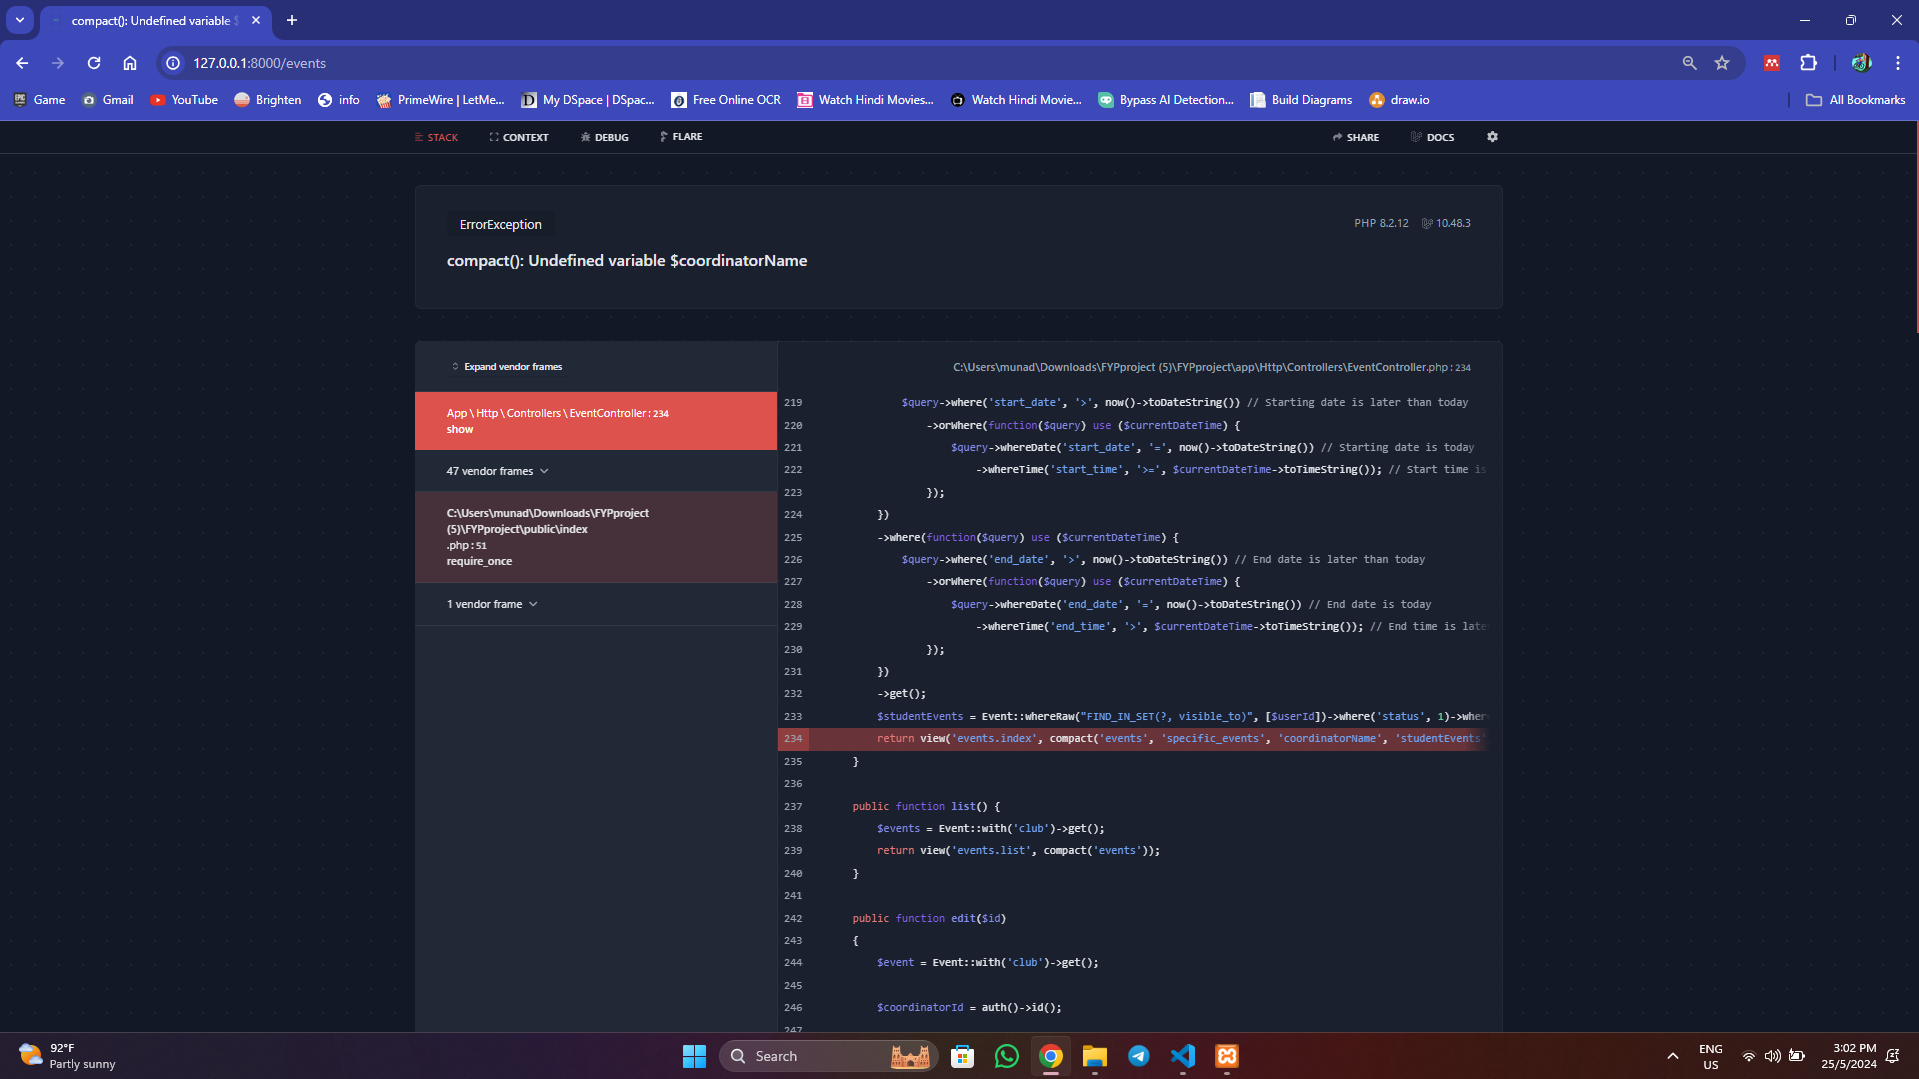 compact(): Undefined variable $
127.0.0.1:8000/events
Game
Gmail
YouTube
Brighten
info
PrimeWire | LetMe...
My DSpace | DSpac...
Free Online OCR
Watch Hindi Movies...
Watch Hindi Movie...
Bypass AI Detection...
Build Diagrams
draw.io
All Bookmarks
STACK
CONTEXT
DEBUG
FLARE
SHARE
DOCS
ErrorException
PHP 8.2.12
10.48.3
compact(): Undefined variable $coordinatorName
Expand vendor frames
App \ Http \ Controllers \ EventController : 234
show
47 vendor frames
C:\Users\munad\Downloads\FYPproject
(5)\FYPproject\public\index
.php : 51
require_once
1 vendor frame
C:\Users\munad\Downloads\FYPproject (5)\FYPproject\app\Http\Controllers\EventController.php : 234
219 $query->where('start_date', '>', now()->toDateString()) // Starting date is later than today
220 ->orWhere(function($query) use ($currentDateTime) {
221 $query->whereDate('start_date', '=', now()->toDateString()) // Starting date is today
222 ->whereTime('start_time', '>=', $currentDateTime->toTimeString()); // Start time is
223 });
224 })
225 ->where(function($query) use ($currentDateTime) {
226 $query->where('end_date', '>', now()->toDateString()) // End date is later than today
227 ->orWhere(function($query) use ($currentDateTime) {
228 $query->whereDate('end_date', '=', now()->toDateString()) // End date is today
229 ->whereTime('end_time', '>', $currentDateTime->toTimeString()); // End time is late
230 });
231 })
232 ->get();
233 $studentEvents = Event::whereRaw("FIND_IN_SET(?, visible_to)", [$userId])->where('status', 1)->wher
234 return view('events.index', compact('events', 'specific_events', 'coordinatorName', 'studentEvents'
235 }
236
237 public function list() {
238 $events = Event::with('club')->get();
239 return view('events.list', compact('events'));
240 }
241
242 public function edit($id)
243 {
244 $event = Event::with('club')->get();
245
246 $coordinatorId = auth()->id();
247
92°F
Partly sunny
Search
ENG
US
3:02 PM
25/5/2024